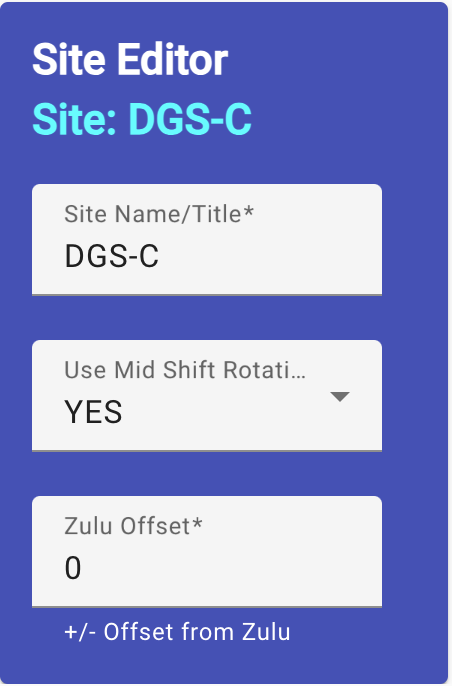 Site Editor
Site: DGS-C
Site Name/Title*
DGS-C
Use Mid Shift Rotati...
YES
Zulu Offset*
0
+/- Offset from Zulu